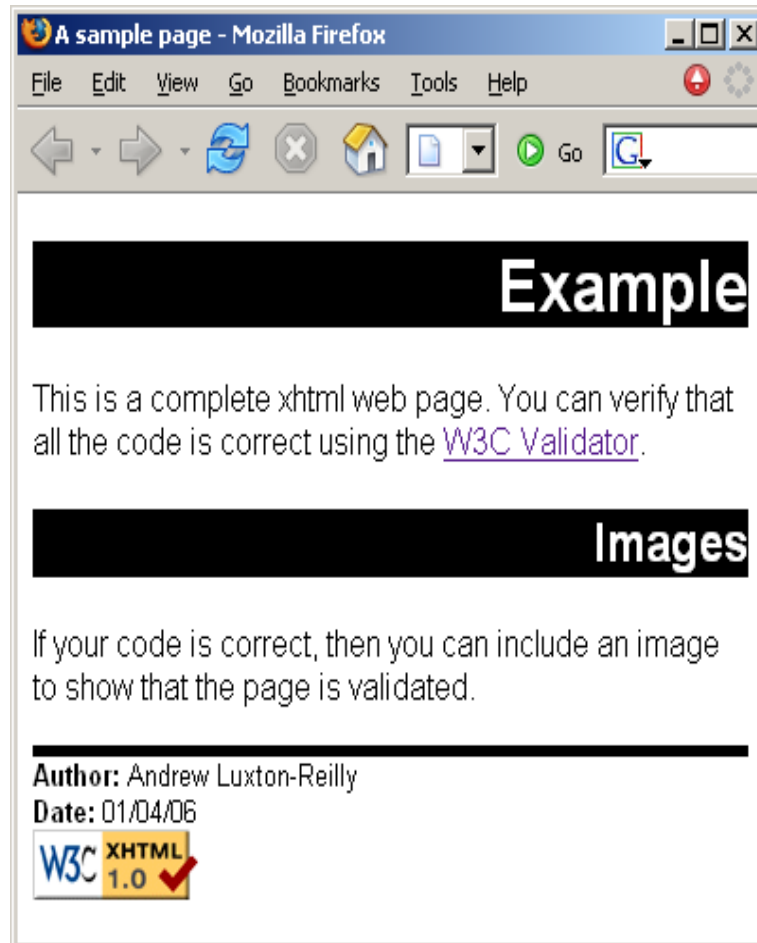 A sample page - Mozilla Firefox
File Edit View Go Bookmarks Tools Help
Go G
Example
This is a complete xhtml web page. You can verify that
all the code is correct using the W3C Validator.
Images
If your code is correct, then you can include an image
to show that the page is validated.
Author: Andrew Luxton-Reilly
Date: 01/04/06
W3C XHTML
1.0